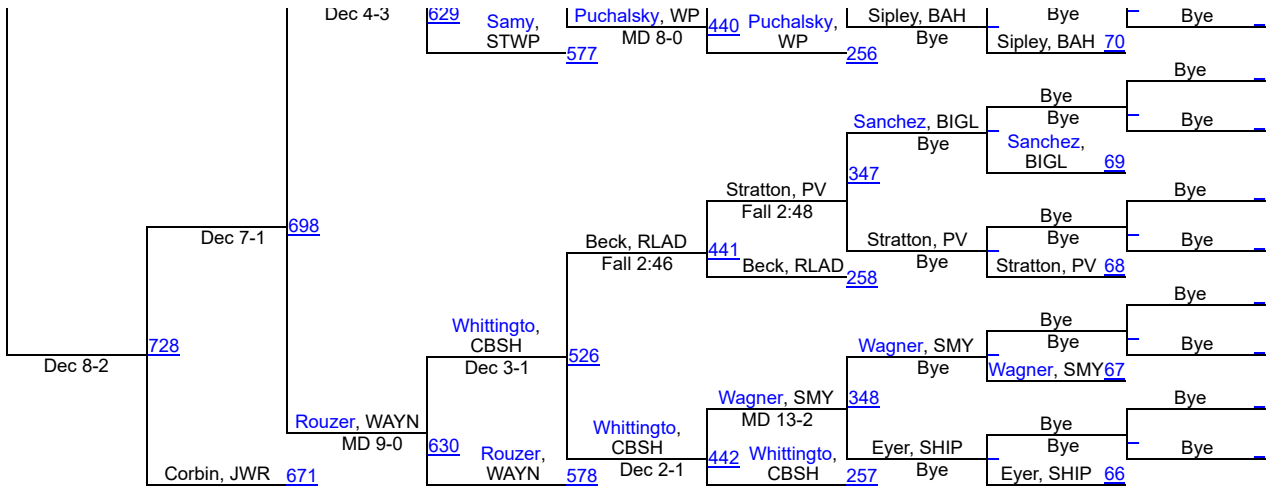 Dec 4-3
629
Samy,
STWP
577
Puchalsky, WP
MD 8-0
440
Puchalsky,
WP
256
Sipley, BAH
Bye
Bye
Sipley, BAH 70
Bye
Bye
Bye
Bye
Sanchez, BIGL
Bye
Bye
Bye
Sanchez,
BIGL 69
347
Stratton, PV
Fall 2:48
Bye
Bye
Bye
Bye
698
Dec 7-1
Beck, RLAD
Fall 2:46
441
Beck, RLAD
258
Stratton, PV
Bye
Stratton, PV 68
Bye
Bye
Bye
Bye
Whittingto,
CBSH
Dec 3-1
526
728
Dec 8-2
Wagner, SMY
Bye
Wagner, SMY 67
Wagner, SMY
MD 13-2
348
Bye
Bye
Bye
Bye
Rouzer, WAYN
MD 9-0
630
Whittingto,
CBSH
Dec 2-1
442
Whittingto,
CBSH
257
Eyer, SHIP
Bye
Eyer, SHIP 66
Rouzer,
WAYN
578
Corbin, JWR 671